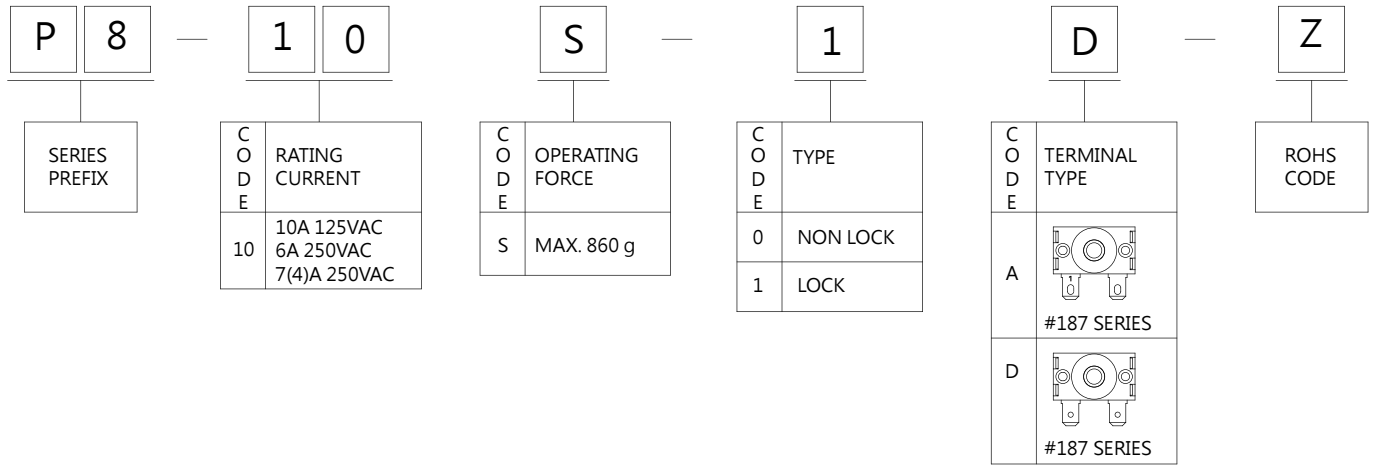 P 8 — 1 0 S — 1 D — Z
SERIES
PREFIX
CODE
RATING
CURRENT
10
10A 125VAC
6A 250VAC
7(4)A 250VAC
CODE
OPERATING
FORCE
S
MAX. 860 g
CODE
TYPE
0 NON LOCK
1 LOCK
CODE
TERMINAL
TYPE
A
1
#187 SERIES
D
#187 SERIES
ROHS
CODE